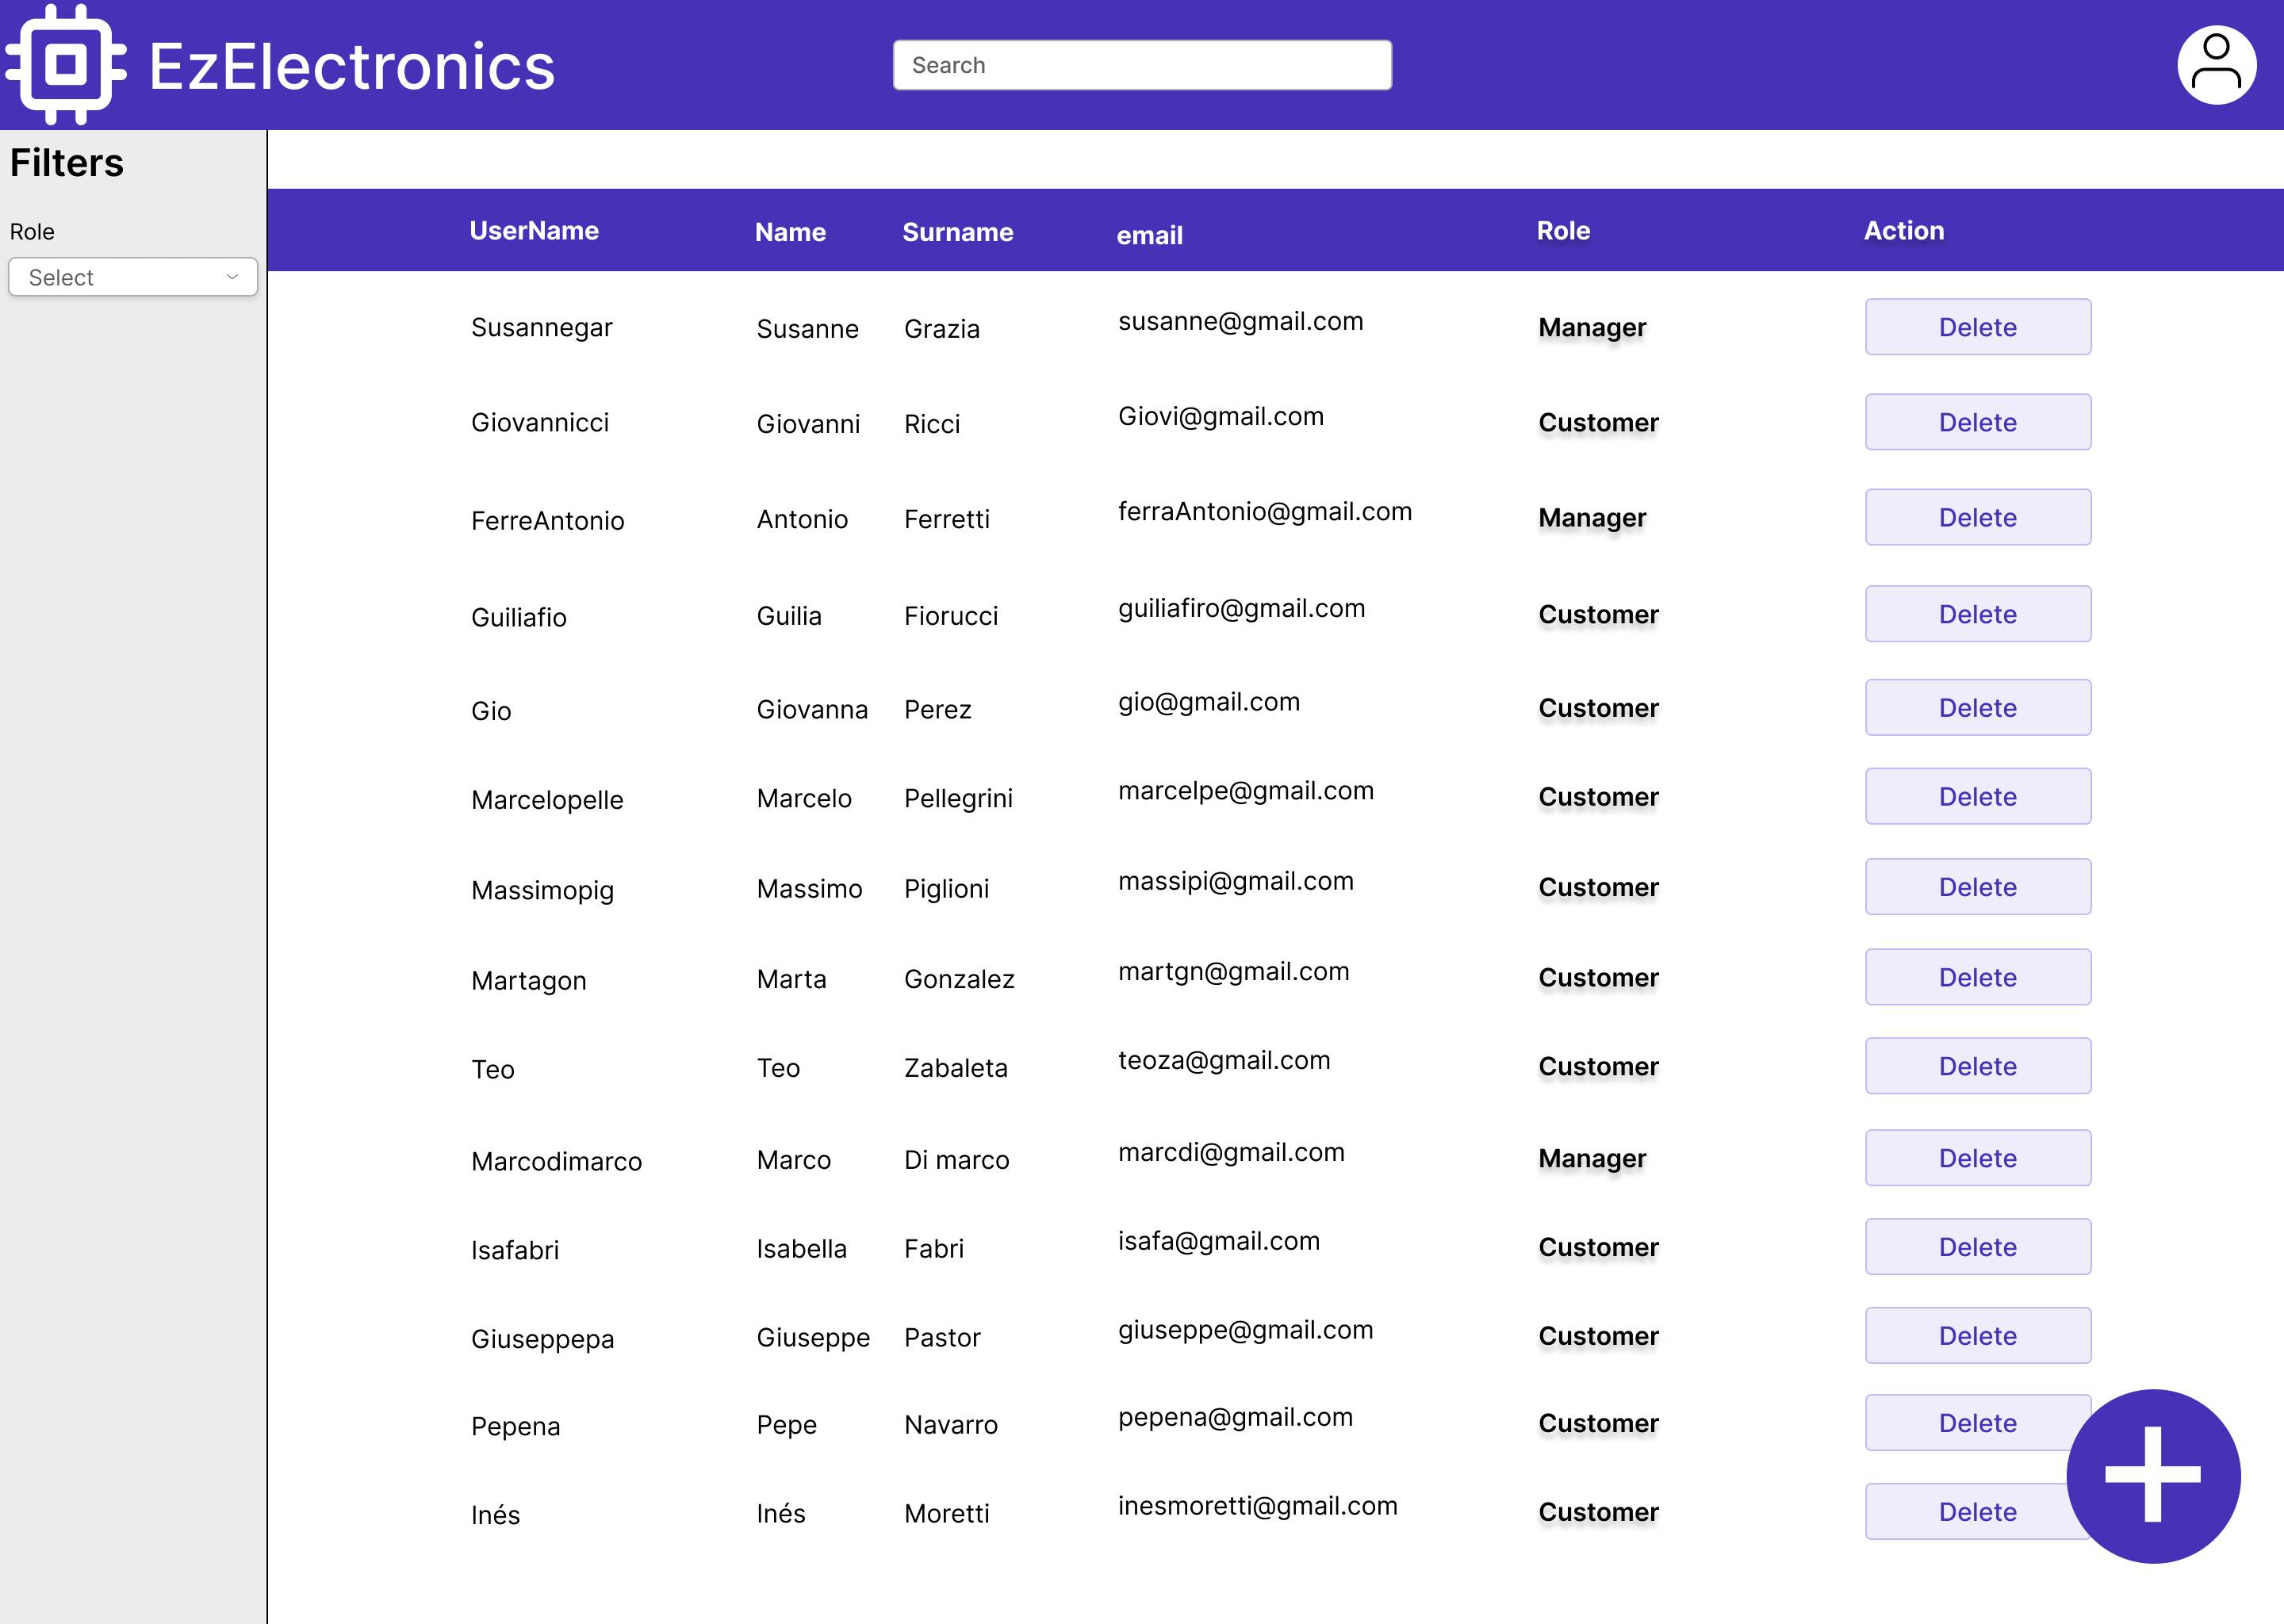 EzElectronics
Search
Filters
Role
Select
UserName Name Surname email Role Action
Susannegar Susanne Grazia susanne@gmail.com Manager Delete
Giovannicci Giovanni Ricci Giovi@gmail.com Customer Delete
FerreAntonio Antonio Ferretti ferraAntonio@gmail.com Manager Delete
Guiliafio Guilia Fiorucci guiliafiro@gmail.com Customer Delete
Gio Giovanna Perez gio@gmail.com Customer Delete
Marcelopelle Marcelo Pellegrini marcelpe@gmail.com Customer Delete
Massimopig Massimo Piglioni massipi@gmail.com Customer Delete
Martagon Marta Gonzalez martgn@gmail.com Customer Delete
Teo Teo Zabaleta teoza@gmail.com Customer Delete
Marcodimarco Marco Di marco marcdi@gmail.com Manager Delete
Isafabri Isabella Fabri isafa@gmail.com Customer Delete
Giuseppepa Giuseppe Pastor giuseppe@gmail.com Customer Delete
Pepena Pepe Navarro pepena@gmail.com Customer Delete
Inés Inés Moretti inesmoretti@gmail.com Customer Delete